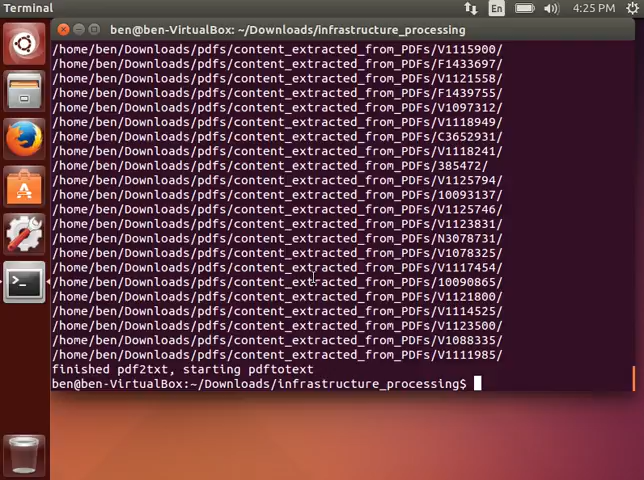 Terminal
En
4:25 PM
ben@ben-VirtualBox: ~/Downloads/infrastructure_processing
/home/ben/Downloads/pdfs/content_extracted_from_PDFs/V1115900/
/home/ben/Downloads/pdfs/content_extracted_from_PDFs/F1433697/
/home/ben/Downloads/pdfs/content_extracted_from_PDFs/V1121558/
/home/ben/Downloads/pdfs/content_extracted_from_PDFs/F1439755/
/home/ben/Downloads/pdfs/content_extracted_from_PDFs/V1097312/
/home/ben/Downloads/pdfs/content_extracted_from_PDFs/V1118949/
/home/ben/Downloads/pdfs/content_extracted_from_PDFs/C3652931/
/home/ben/Downloads/pdfs/content_extracted_from_PDFs/V1118241/
/home/ben/Downloads/pdfs/content_extracted_from_PDFs/385472/
/home/ben/Downloads/pdfs/content_extracted_from_PDFs/V1125794/
/home/ben/Downloads/pdfs/content_extracted_from_PDFs/10093137/
/home/ben/Downloads/pdfs/content_extracted_from_PDFs/V1125746/
/home/ben/Downloads/pdfs/content_extracted_from_PDFs/V1123831/
/home/ben/Downloads/pdfs/content_extracted_from_PDFs/N3078731/
/home/ben/Downloads/pdfs/content_extracted_from_PDFs/V1078325/
/home/ben/Downloads/pdfs/content_extracted_from_PDFs/V1117454/
/home/ben/Downloads/pdfs/content_extracted_from_PDFs/10090865/
/home/ben/Downloads/pdfs/content_extracted_from_PDFs/V1121800/
/home/ben/Downloads/pdfs/content_extracted_from_PDFs/V1114525/
/home/ben/Downloads/pdfs/content_extracted_from_PDFs/V1123500/
/home/ben/Downloads/pdfs/content_extracted_from_PDFs/V1088335/
/home/ben/Downloads/pdfs/content_extracted_from_PDFs/V1111985/
finished pdf2txt, starting pdftotext
ben@ben-VirtualBox:~/Downloads/infrastructure_processing$